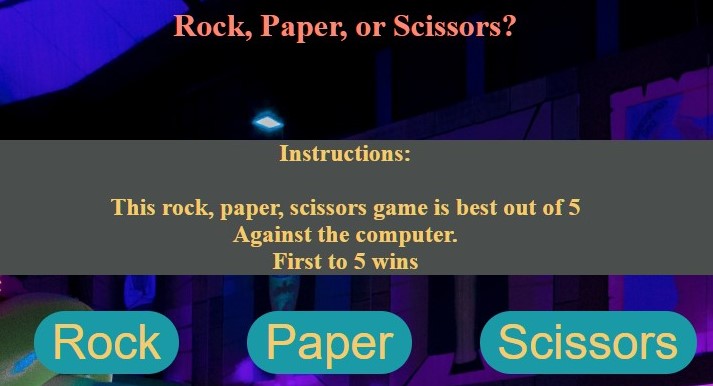 Rock, Paper, or Scissors?
Instructions:
This rock, paper, scissors game is best out of 5
Against the computer.
First to 5 wins
Rock
Paper
Scissors